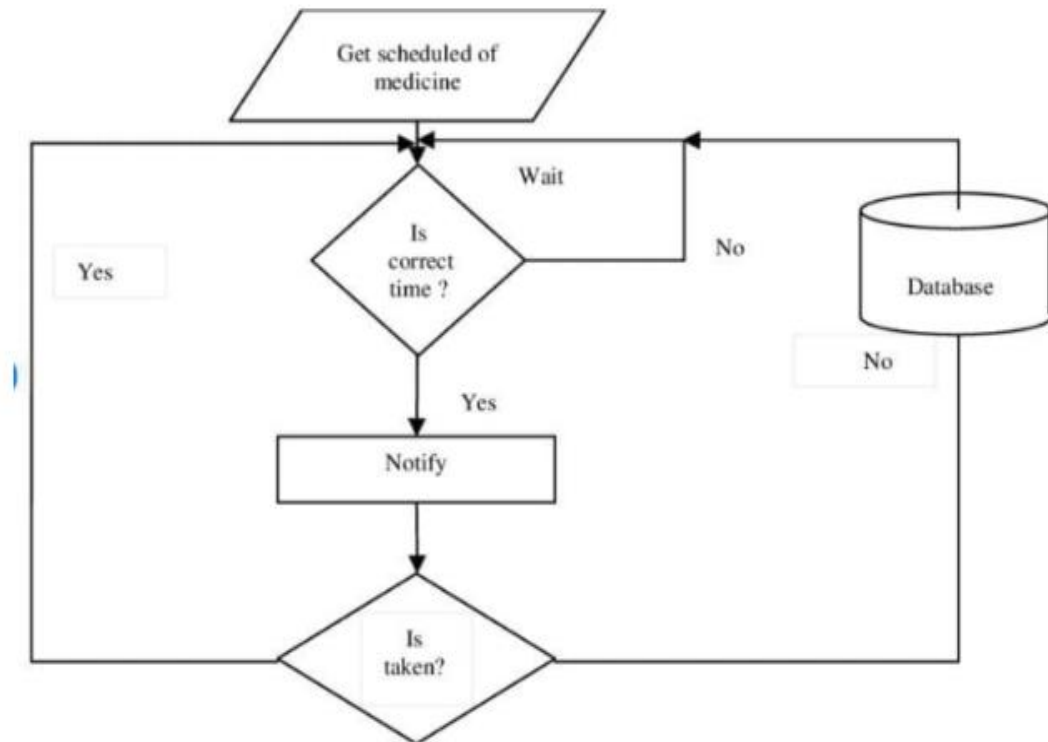 Get scheduled of
medicine
Wait
Is
correct
time ?
No
Yes
Database
No
Yes
Notify
Is
taken?